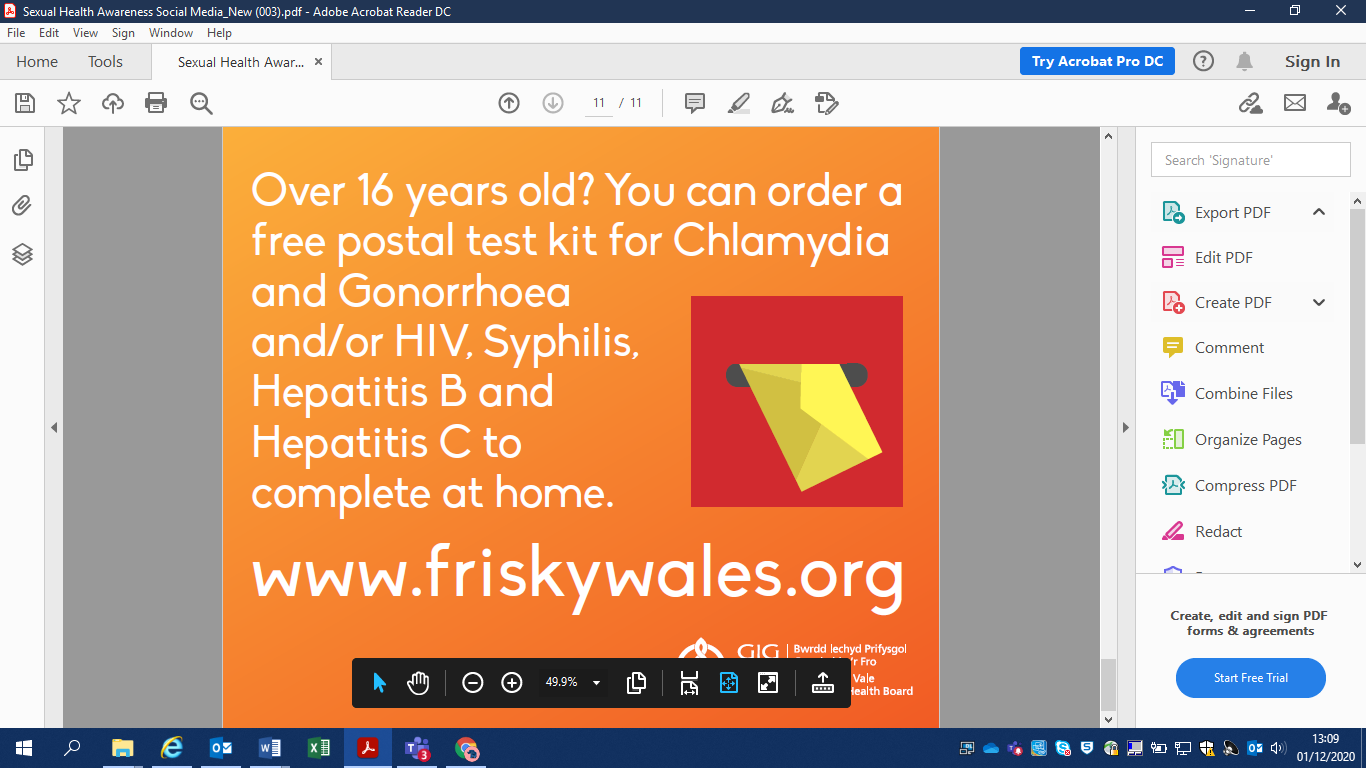 Sexual Health Awareness Social Media_New (003).pdf - Adobe Acrobat Reader DC
File Edit View Sign Window Help
Home Tools Sexual Health Awar... Try Acrobat Pro DC Sign In
11 / 11
Search 'Signature'
Over 16 years old? You can order a
free postal test kit for Chlamydia
and Gonorrhoea
and/or HIV, Syphilis,
Hepatitis B and
Hepatitis C to
complete at home.
www.friskywales.org
GIG Bwrdd Iechyd Prifysgol
r Fro
Vale
Health Board
49.9%
Export PDF
Edit PDF
Create PDF
Comment
Combine Files
Organize Pages
Compress PDF
Redact
Create, edit and sign PDF
forms & agreements
Start Free Trial
3
13:09
01/12/2020